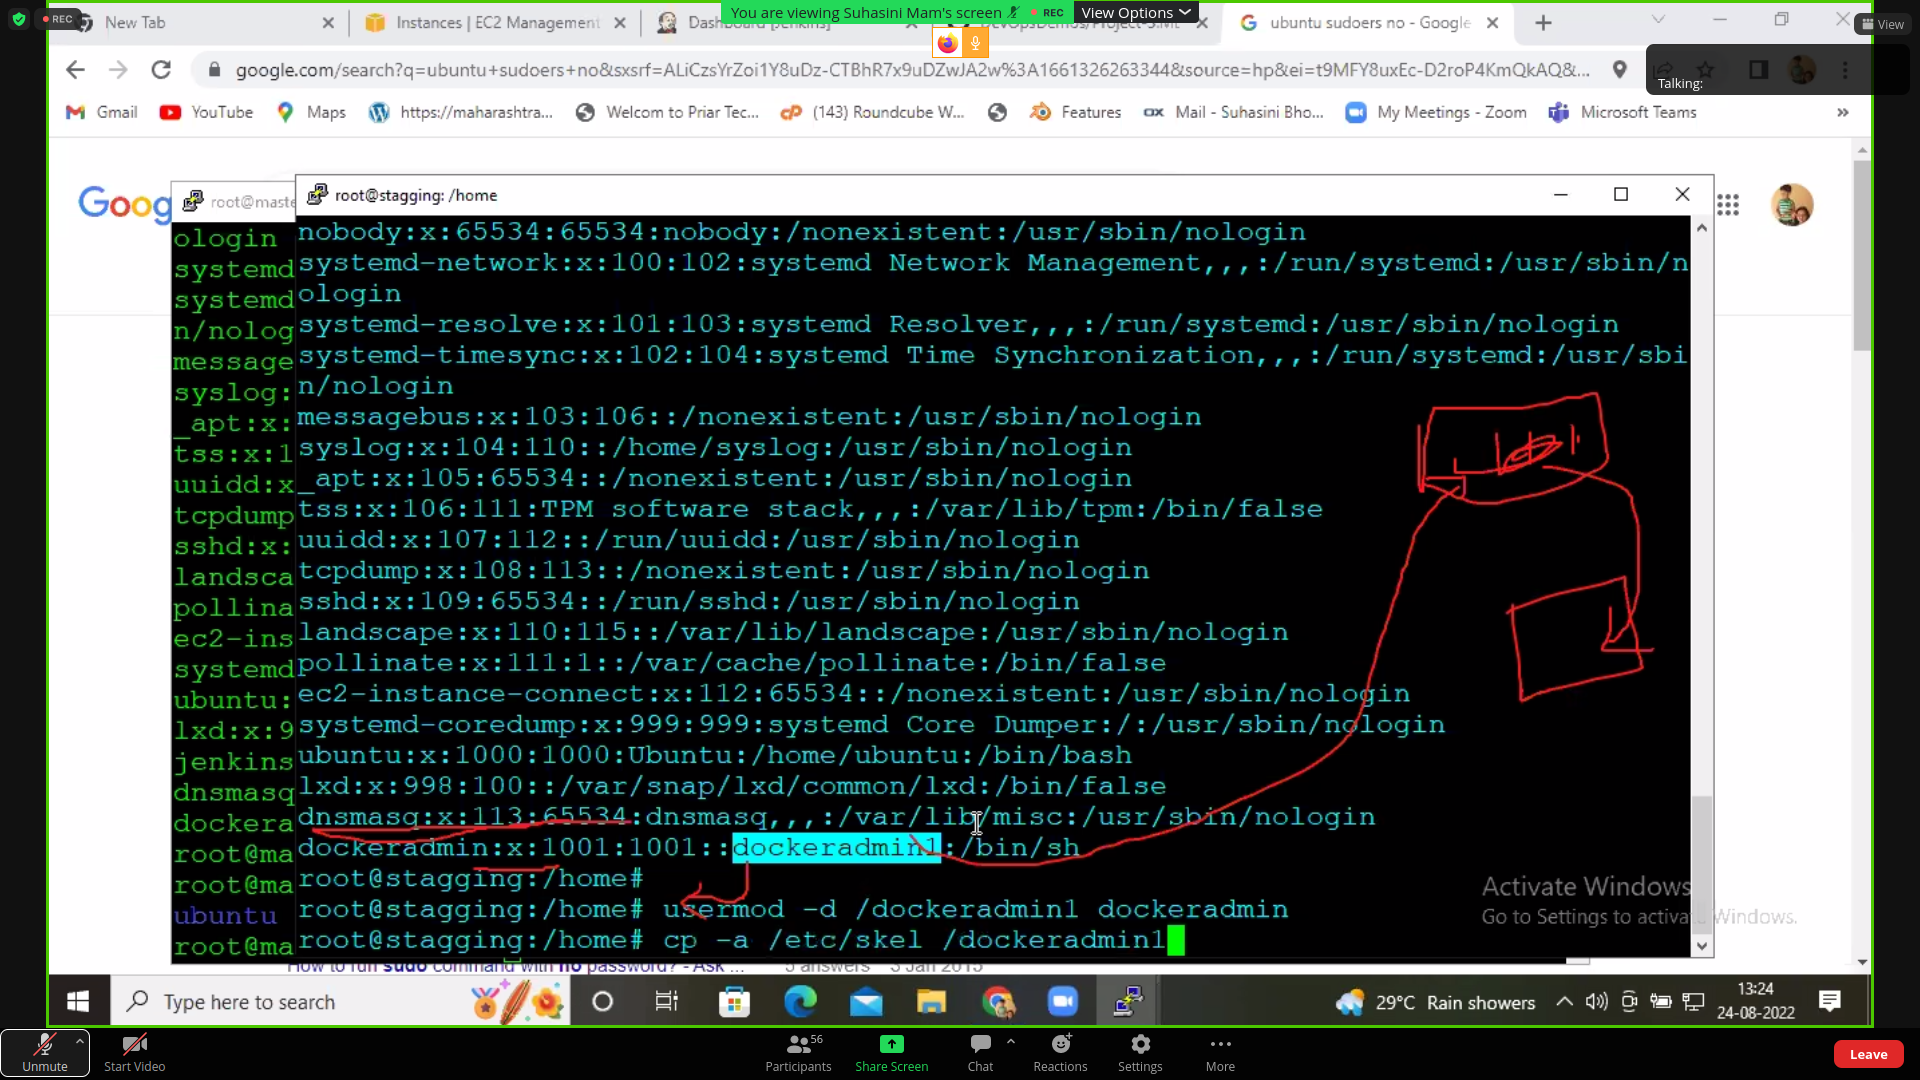 REC
You are viewing Suhasini Mam's screen
REC
View Options
View
New Tab
Instances | EC2 Management
ubuntu sudoers no - Google
google.com/search?q=ubuntu+sudoers+no&sxsrf=ALiCzsYrZoi1Y8uDz-CTBhR7x9uDZwJA2w%3A1661326263344&source=hp&ei=t9MFY8uxEc-D2roP4KmQkAQ&...
Talking:
Gmail
YouTube
Maps
https://maharashtra...
Welcom to Priar Tec...
(143) Roundcube W...
Features
Mail - Suhasini Bho...
My Meetings - Zoom
Microsoft Teams
»
Goog
root@maste
root@stagging: /home
ologin
systemd
systemd
n/nolog
message
syslog:
_apt:x:
tss:x:1
uuidd:x
tcpdump
sshd:x:
landsca
pollina
ec2-ins
systemd
ubuntu:
lxd:x:9
jenkins
dnsmasq
dockera
root@ma
root@ma
ubuntu
root@ma
nobody:x:65534:65534:nobody:/nonexistent:/usr/sbin/nologin
systemd-network:x:100:102:systemd Network Management,,,:/run/systemd:/usr/sbin/n
ologin
systemd-resolve:x:101:103:systemd Resolver,,,:/run/systemd:/usr/sbin/nologin
systemd-timesync:x:102:104:systemd Time Synchronization,,,:/run/systemd:/usr/sbi
n/nologin
messagebus:x:103:106::/nonexistent:/usr/sbin/nologin
syslog:x:104:110::/home/syslog:/usr/sbin/nologin
_apt:x:105:65534::/nonexistent:/usr/sbin/nologin
tss:x:106:111:TPM software stack,,,:/var/lib/tpm:/bin/false
uuidd:x:107:112::/run/uuidd:/usr/sbin/nologin
tcpdump:x:108:113::/nonexistent:/usr/sbin/nologin
sshd:x:109:65534::/run/sshd:/usr/sbin/nologin
landscape:x:110:115::/var/lib/landscape:/usr/sbin/nologin
pollinate:x:111:1::/var/cache/pollinate:/bin/false
ec2-instance-connect:x:112:65534::/nonexistent:/usr/sbin/nologin
systemd-coredump:x:999:999:systemd Core Dumper:/:/usr/sbin/nologin
ubuntu:x:1000:1000:Ubuntu:/home/ubuntu:/bin/bash
lxd:x:998:100::/var/snap/lxd/common/lxd:/bin/false
dnsmasq:x:113:65534:dnsmasq,,,:/var/lib/misc:/usr/sbin/nologin
dockeradmin:x:1001:1001::dockeradmin1:/bin/sh
root@stagging:/home#
root@stagging:/home# usermod -d /dockeradmin1 dockeradmin
root@stagging:/home# cp -a /etc/skel /dockeradmin1
Activate Windows
Go to Settings to activate Windows.
How to run sudo command with no password? - Ask ...
5 answers
3 Jan 2015
Type here to search
29°C Rain showers
13:24
24-08-2022
Unmute
Start Video
56
Participants
Share Screen
Chat
Reactions
Settings
More
Leave